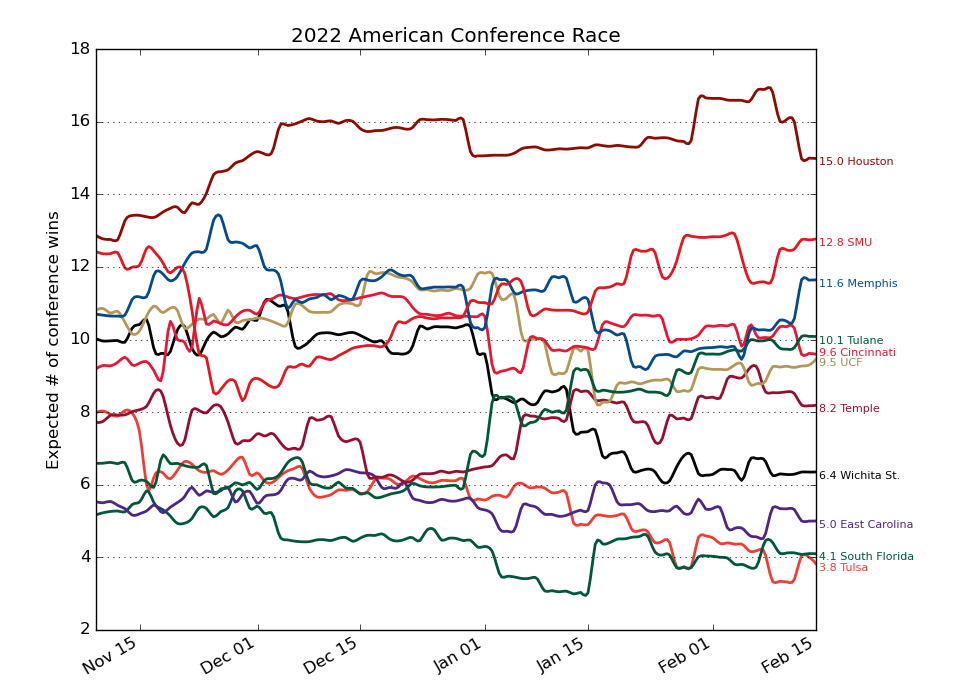 2022 American Conference Race
Expected # of conference wins
18
16
14
12
10
8
6
4
2
15.0 Houston
12.8 SMU
11.6 Memphis
10.1 Tulane
9.6 Cincinnati
9.5 UCF
8.2 Temple
6.4 Wichita St.
5.0 East Carolina
4.1 South Florida
3.8 Tulsa
Nov 15 Dec 01 Dec 15 Jan 01 Jan 15 Feb 01 Feb 15